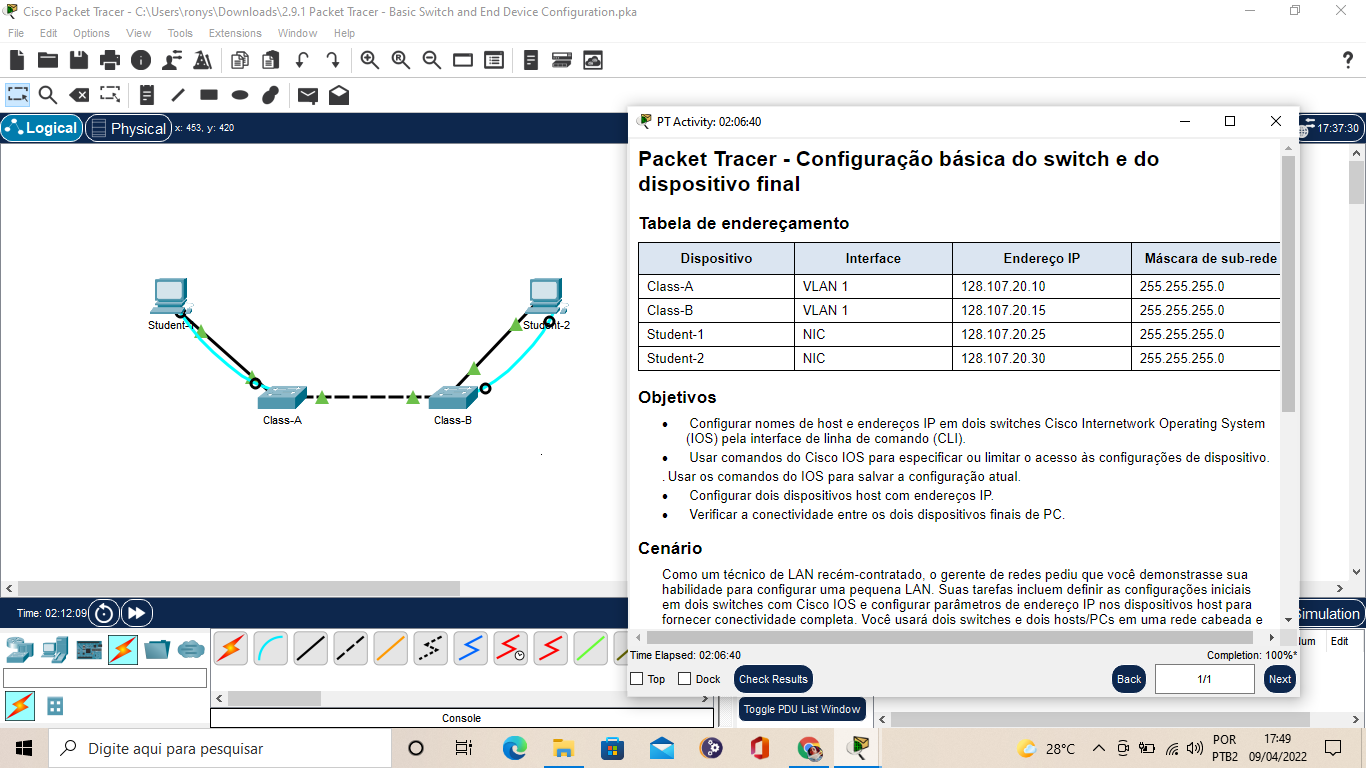 Cisco Packet Tracer - C:\Users\ronys\Downloads\2.9.1 Packet Tracer - Basic Switch and End Device Configuration.pka
File Edit Options View Tools Extensions Window Help
Logical Physical x: 453, y: 420
17:37:30
PT Activity: 02:06:40
Packet Tracer - Configuração básica do switch e do
dispositivo final
Tabela de endereçamento
Dispositivo Interface Endereço IP Máscara de sub-rede
Class-A VLAN 1 128.107.20.10 255.255.255.0
Class-B VLAN 1 128.107.20.15 255.255.255.0
Student-1 NIC 128.107.20.25 255.255.255.0
Student-2 NIC 128.107.20.30 255.255.255.0
Objetivos
• Configurar nomes de host e endereços IP em dois switches Cisco Internetwork Operating System
(IOS) pela interface de linha de comando (CLI).
• Usar comandos do Cisco IOS para especificar ou limitar o acesso às configurações de dispositivo.
. Usar os comandos do IOS para salvar a configuração atual.
• Configurar dois dispositivos host com endereços IP.
• Verificar a conectividade entre os dois dispositivos finais de PC.
Cenário
Como um técnico de LAN recém-contratado, o gerente de redes pediu que você demonstrasse sua
habilidade para configurar uma pequena LAN. Suas tarefas incluem definir as configurações iniciais
em dois switches com Cisco IOS e configurar parâmetros de endereço IP nos dispositivos host para
fornecer conectividade completa. Você usará dois switches e dois hosts/PCs em uma rede cabeada e
Time Elapsed: 02:06:40 Completion: 100%*
Top Dock Check Results Back 1/1 Next
Student-1
Student-2
Class-A
Class-B
Time: 02:12:09
Simulation
Edit
Toggle PDU List Window
Console
Digite aqui para pesquisar
28°C
POR
PTB2
17:49
09/04/2022